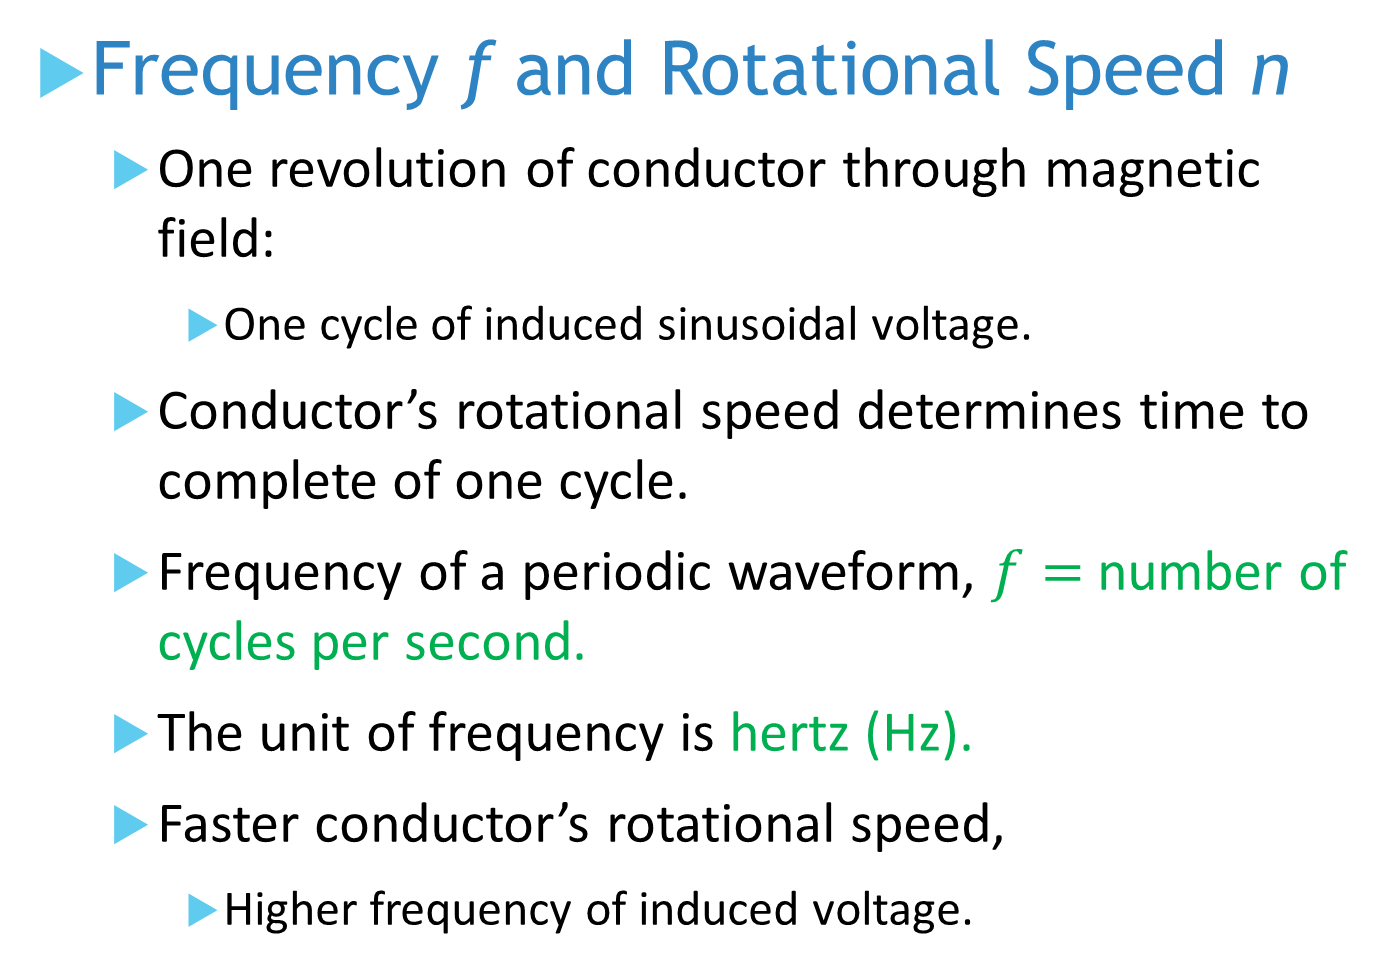 Frequency f and Rotational Speed n
One revolution of conductor through magnetic
field:
One cycle of induced sinusoidal voltage.
Conductor’s rotational speed determines time to
complete of one cycle.
Frequency of a periodic waveform, f = number of
cycles per second.
The unit of frequency is hertz (Hz).
Faster conductor’s rotational speed,
Higher frequency of induced voltage.